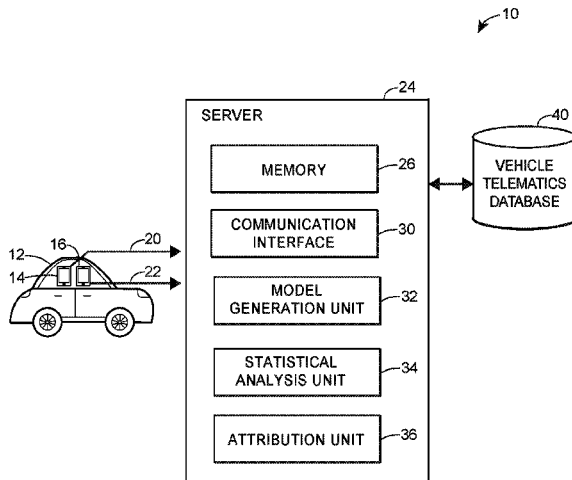 10
24
SERVER
40
MEMORY
26
VEHICLE
TELEMATICS
DATABASE
COMMUNICATION
INTERFACE
30
16
20
12
14
22
MODEL
GENERATION UNIT
32
STATISTICAL
ANALYSIS UNIT
34
ATTRIBUTION UNIT
36